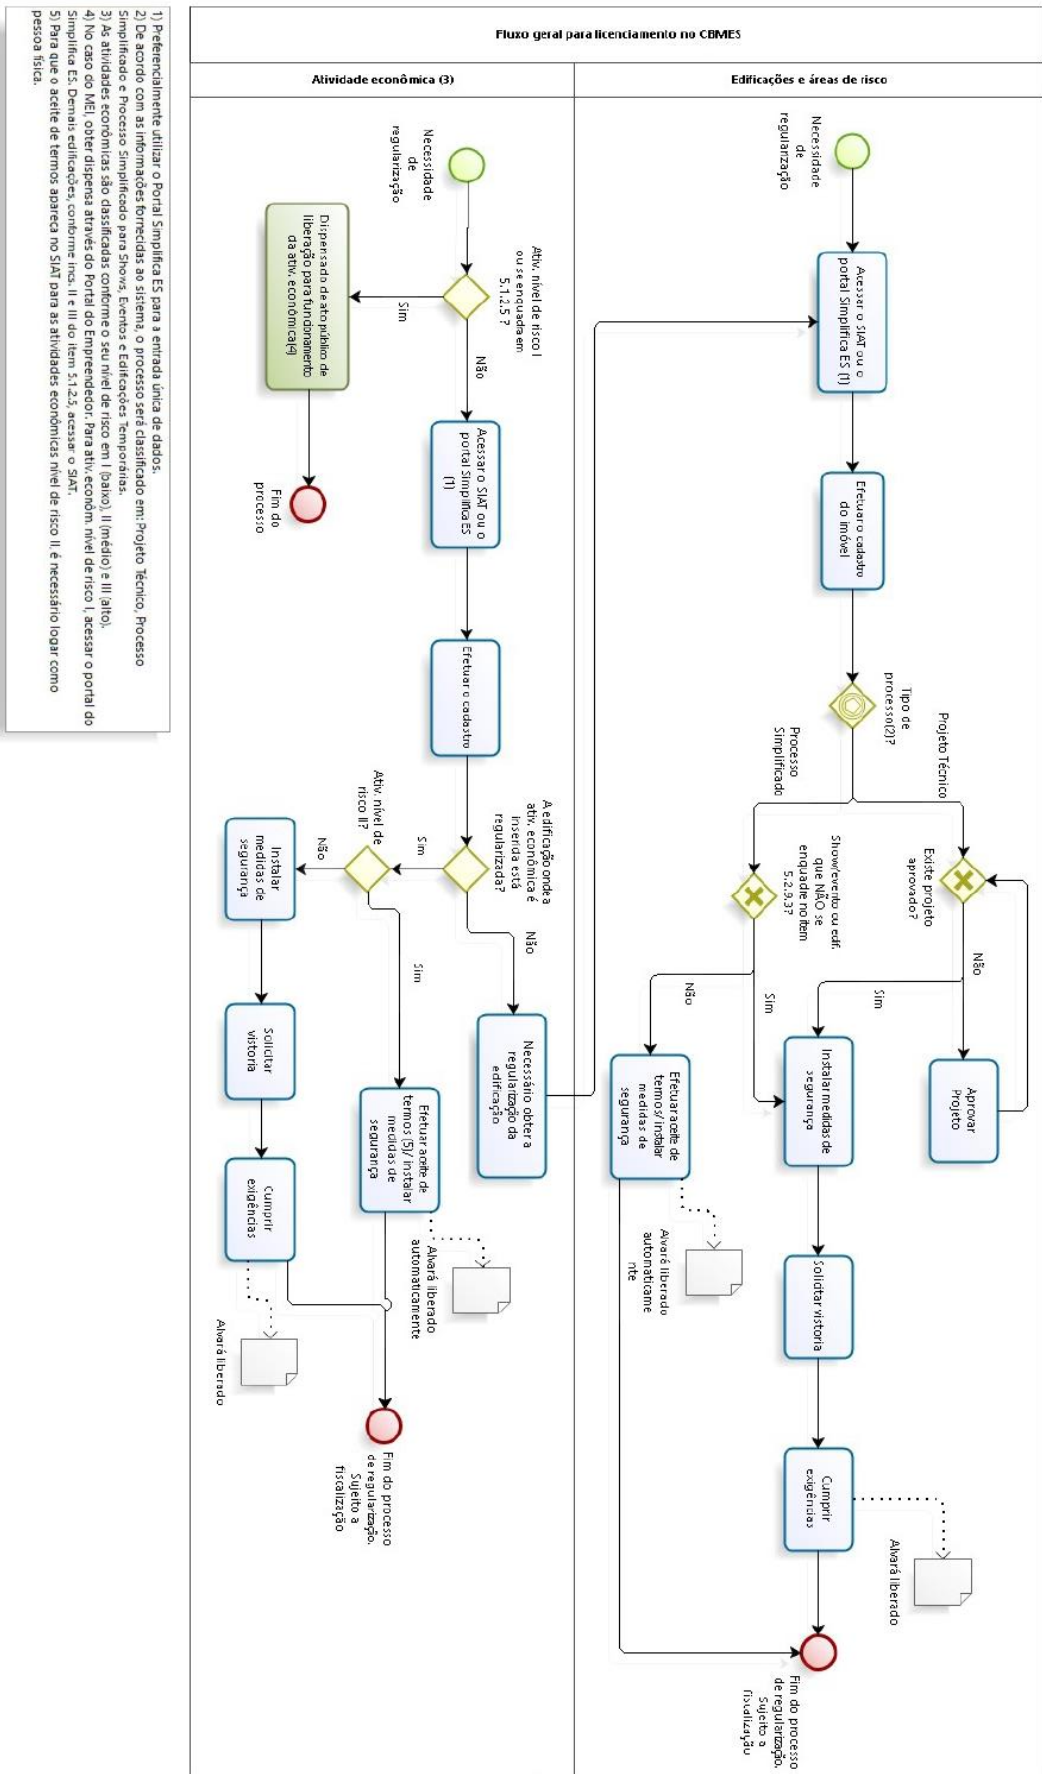 Fluxo geral para licenciamento no CBMES
Edificações e áreas de risco
Necessidade
de
regularização
Acessar o SIAT ou o
portal Simplifica ES (1)
Efetuar o cadastro
do imóvel
Tipo de
processo(2)?
Projeto Técnico
Processo
Simplificado
Existe projeto
aprovado?
Não
Sim
Aprovar
Projeto
Show/evento ou edif.
que NÃO se
enquadre no item
5.2.9.3?
Sim
Não
Instalar medidas de
segurança
Efetuar aceite de
termos/ instalar
medidas de
segurança
Alvará liberado
automaticame
nte
Solicitar vistoria
Cumprir
exigências
Alvará liberado
Fim do processo
de regularização.
Sujeito a
fiscalização
Atividade econômica (3)
Necessidade
de
regularização
Ativ. nível de risco I
ou se enquadra em
5.1.2.5 ?
Sim
Não
Dispensado de ato público de
liberação para funcionamento
da ativ. econômica(4)
Fim do
processo
Acessar o SIAT ou o
portal Simplifica ES
(1)
Efetuar o cadastro
A edificação onde a
ativ. econômica é
inserida está
regularizada?
Não
Sim
Necessário obter a
regularização da
edificação
Ativ. nível de
risco II?
Sim
Não
Efetuar aceite de
termos (5)/ instalar
medidas de
segurança
Alvará liberado
automaticamente
Instalar
medidas de
segurança
Solicitar
vistoria
Cumprir
exigências
Alvará liberado
Fim do processo
de regularização.
Sujeito a
fiscalização
1) Preferencialmente utilizar o Portal Simplifica ES para a entrada única de dados.
2) De acordo com as informações fornecidas ao sistema, o processo será classificado em: Projeto Técnico, Processo
Simplificado e Processo Simplificado para Shows, Eventos e Edificações Temporárias.
3) As atividades econômicas são classificadas conforme o seu nível de risco em I (baixo), II (médio) e III (alto).
4) No caso do MEI, obter dispensa através do Portal do Empreendedor. Para ativ. econôm. nível de risco I, acessar o portal do
Simplifica ES. Demais edificações, conforme incs. II e III do item 5.1.2.5, acessar o SIAT.
5) Para que o aceite de termos apareça no SIAT para as atividades econômicas nível de risco II, é necessário logar como
pessoa física.